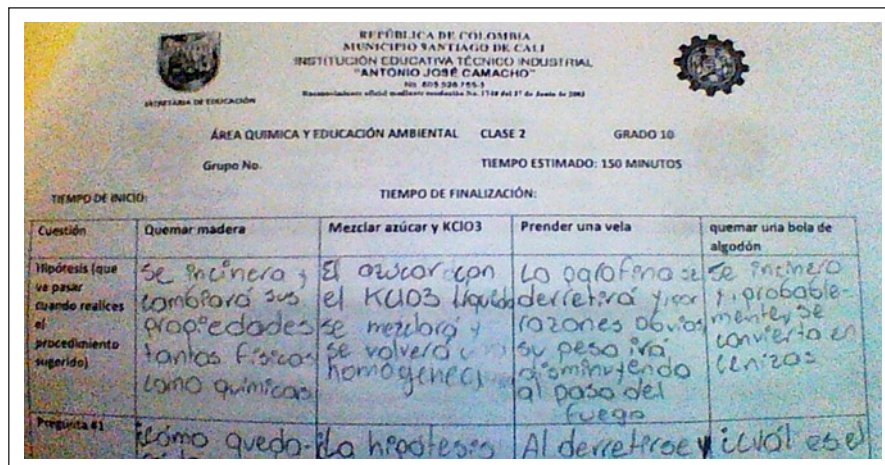 REPÚBLICA DE COLOMBIA
MUNICIPIO SANTIAGO DE CALI
INSTITUCIÓN EDUCATIVA TÉCNICO INDUSTRIAL
"ANTONIO JOSÉ CAMACHO"
SECRETARIA DE EDUCACIÓN
ÁREA QUIMICA Y EDUCACIÓN AMBIENTAL CLASE 2 GRADO 10
Grupo No. TIEMPO ESTIMADO: 150 MINUTOS
TIEMPO DE INICIO: TIEMPO DE FINALIZACIÓN:
Cuestión
Quemar madera
Mezclar azúcar y KClO3
Prender una vela
quemar una bola de
algodón
Hipótesis (que
va pasar
cuando realices
el
procedimiento
sugerido)
Se incinera y
cambiará sus
propiedades
tantas físicas
como químicas
El azucar con
el KClO3 líquido
se mezclará y
se volverá
homogenea
La parafina se
derretirá y, por
razones obvias
su peso irá
disminuyendo
al paso del
fuego
Se incinera
y, probable-
mente, se
convierta en
cenizas
Pregunta #1
¿Cómo queda-
¿La hipótesis
Al derretirse
¿cuál es el